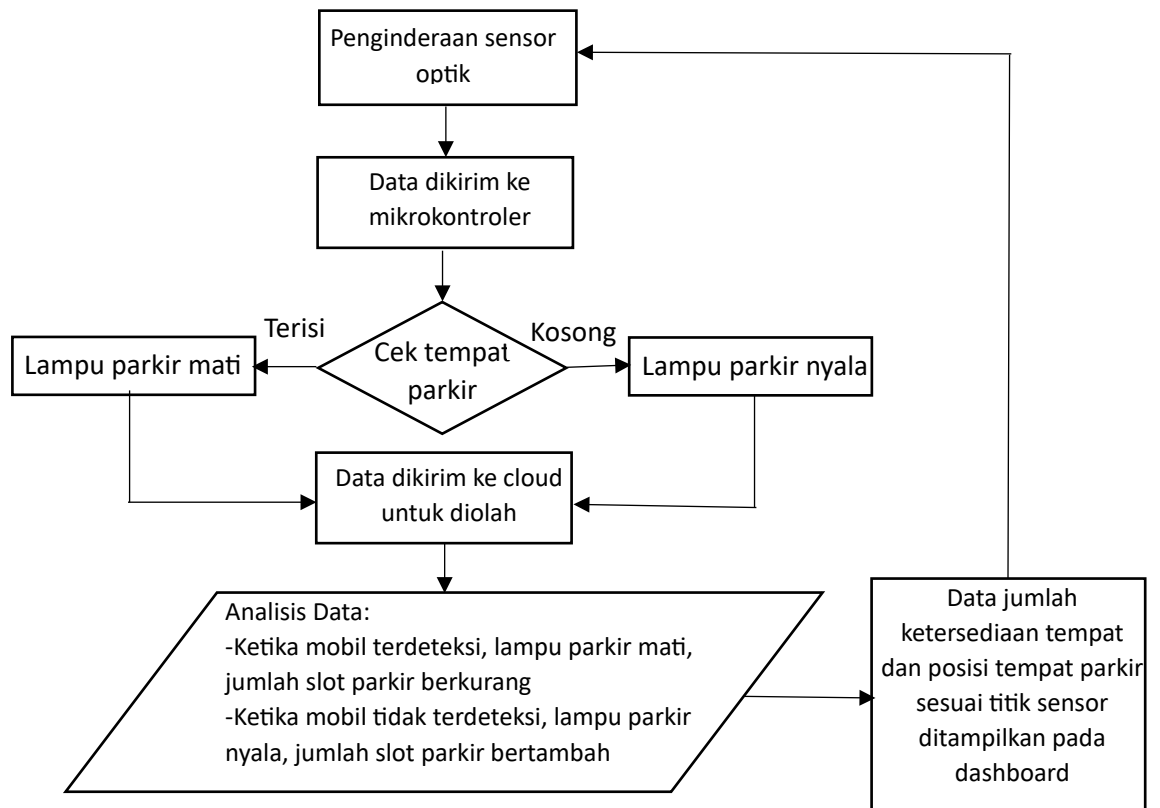 Penginderaan sensor
optik
Data dikirim ke
mikrokontroler
Terisi
Kosong
Cek tempat
parkir
Lampu parkir mati
Lampu parkir nyala
Data dikirim ke cloud
untuk diolah
Analisis Data:
-Ketika mobil terdeteksi, lampu parkir mati,
jumlah slot parkir berkurang
-Ketika mobil tidak terdeteksi, lampu parkir
nyala, jumlah slot parkir bertambah
Data jumlah
ketersediaan tempat
dan posisi tempat parkir
sesuai titik sensor
ditampilkan pada
dashboard